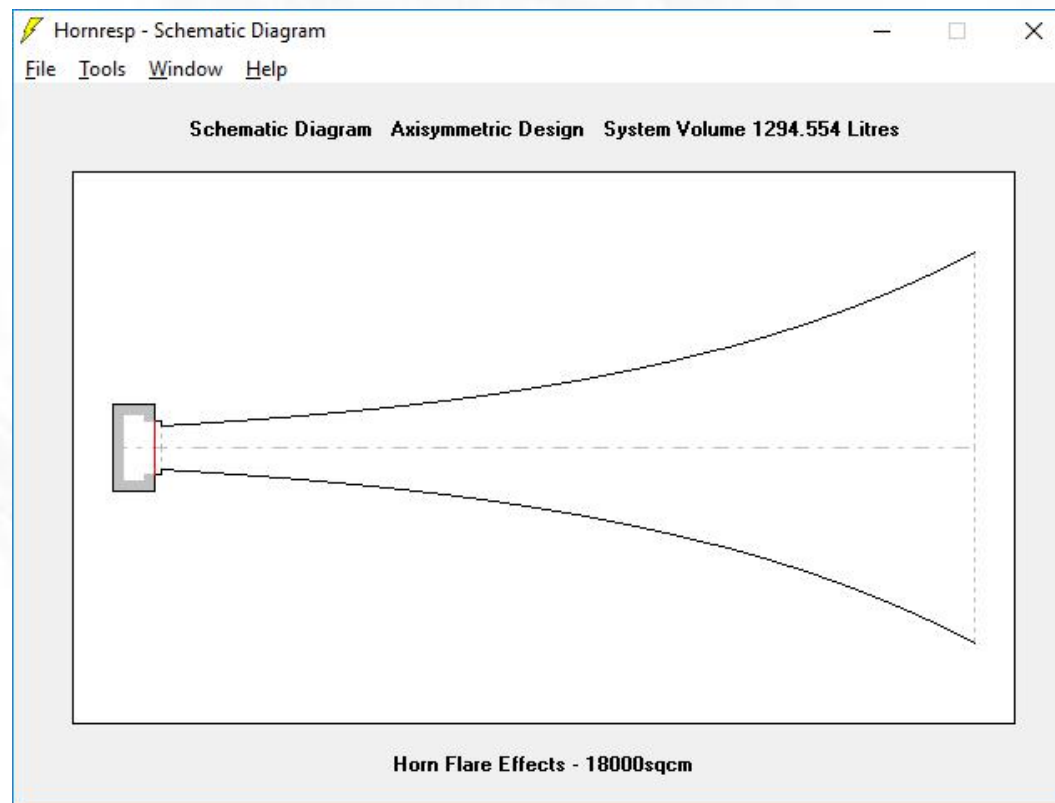 Hornresp - Schematic Diagram
File Tools Window Help
Schematic Diagram Axisymmetric Design System Volume 1294.554 Litres
Horn Flare Effects - 18000sqcm